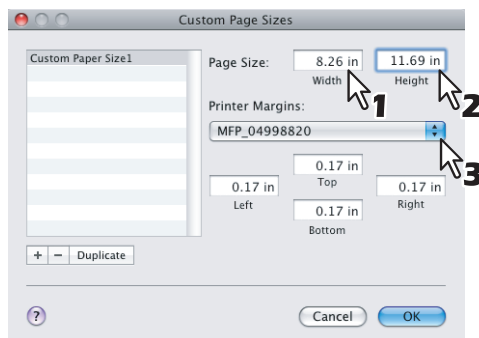 Custom Page Sizes
Custom Paper Size1
Page Size:
8.26 in
11.69 in
Width
Height
1
2
Printer Margins:
MFP_04998820
3
0.17 in
Top
0.17 in
0.17 in
Left
Right
0.17 in
Bottom
+ − Duplicate
?
Cancel
OK